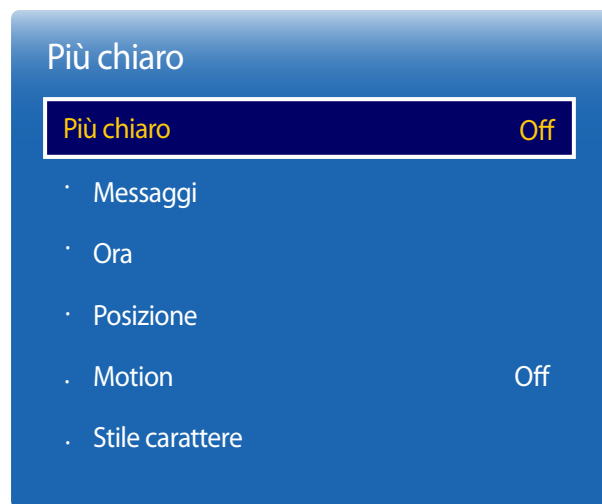 Più chiaro
Più chiaro Off
· Messaggi
· Ora
· Posizione
· Motion Off
· Stile carattere